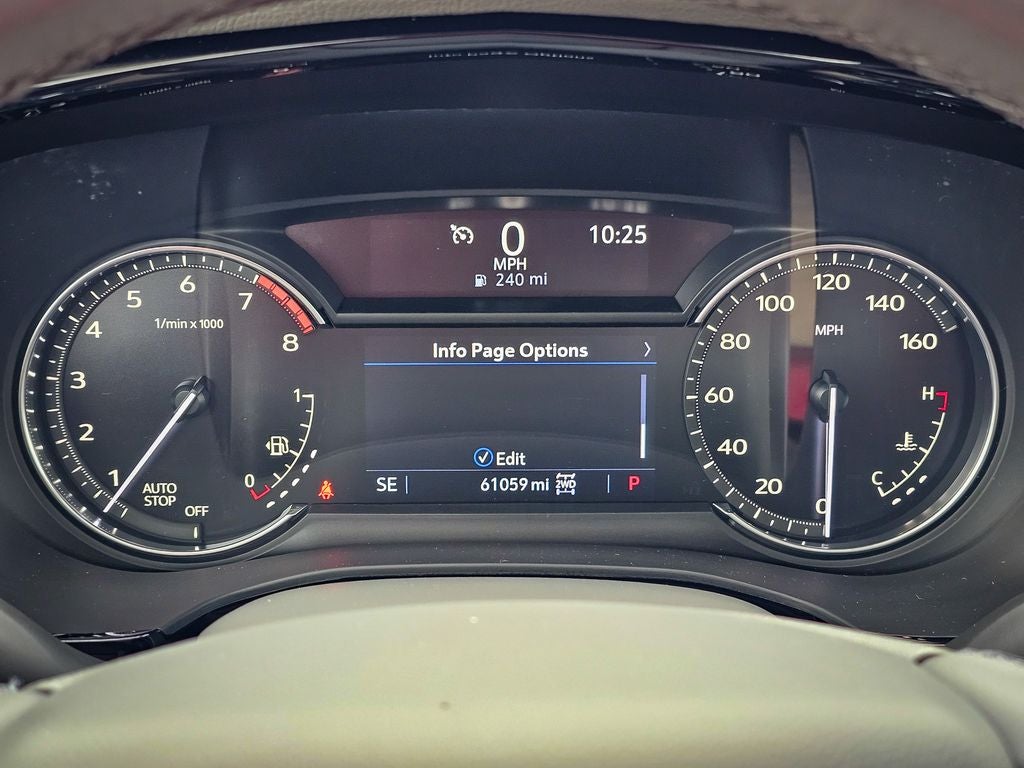 0
10:25
MPH
240 mi
Info Page Options
Edit
SE
61059 mi
2WD
P
1/min x 1000
OFF
1
2
3
4
5
6
7
8
AUTO
STOP
1
0
MPH
0
20
40
60
80
100
120
140
160
H
C